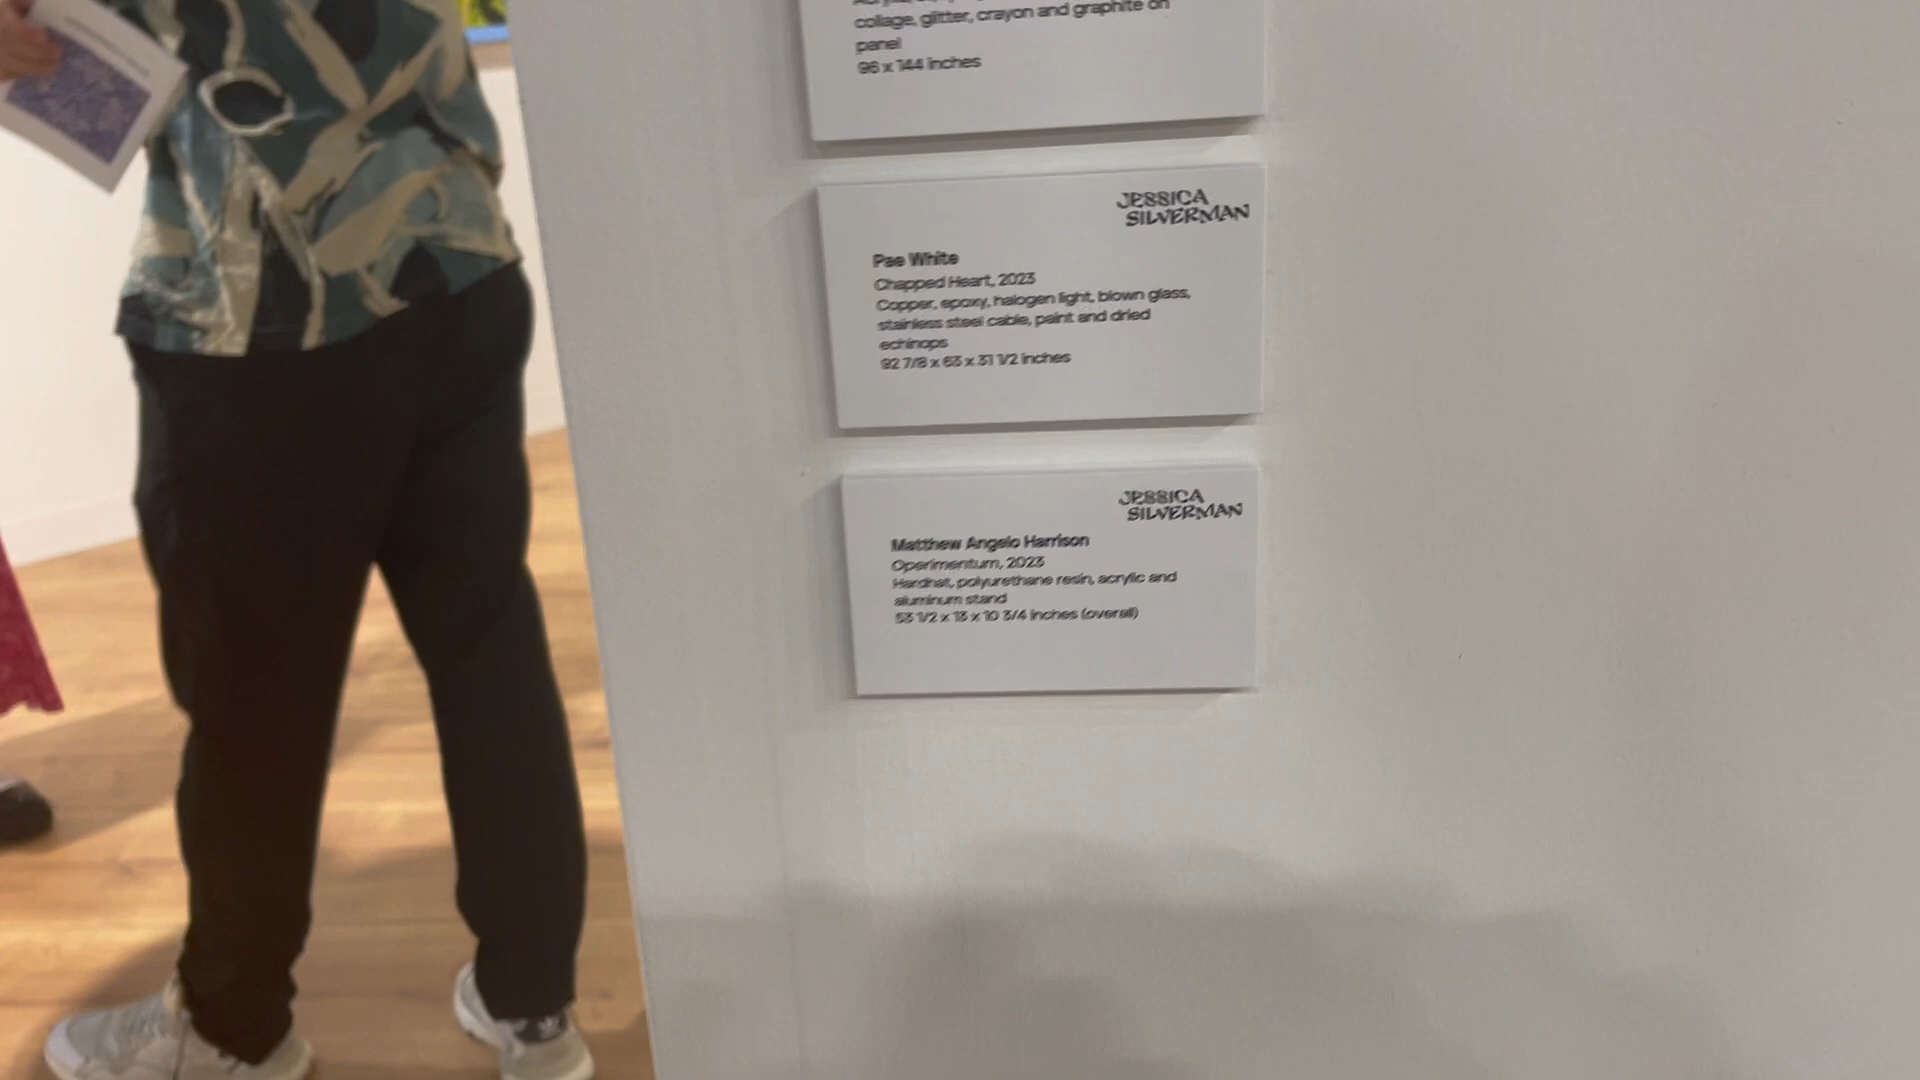 collage, glitter, crayon and graphite on
panel
96 x 144 inches
JESSICA
SILVERMAN
Pae White
Chapped Heart, 2023
Copper, epoxy, halogen light, blown glass,
stainless steel cable, paint and dried
echinops
92 7/8 x 63 x 31 1/2 inches
JESSICA
SILVERMAN
Matthew Angelo Harrison
Operimentum, 2023
Hardhat, polyurethane resin, acrylic and
aluminum stand
53 1/2 x 13 x 10 3/4 inches (overall)